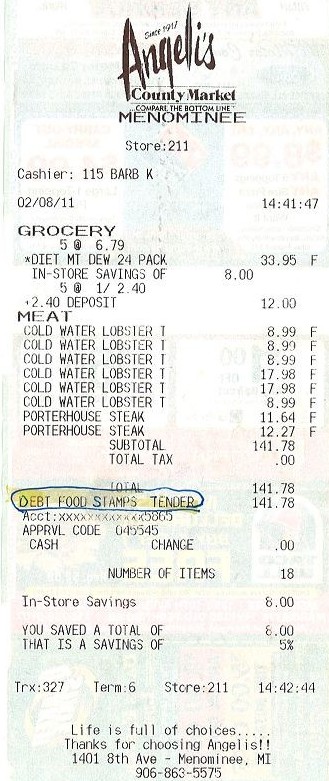 Since 1917
Angeli's
County Market
...COMPARE THE BOTTOM LINE
MENOMINEE
Store:211
Cashier: 115 BARB K
02/08/11 14:41:47
GROCERY
5 @ 6.79
*DIET MT DEW 24 PACK 33.95 F
IN-STORE SAVINGS OF 8.00
5 @ 1/ 2.40
+2.40 DEPOSIT 12.00
MEAT
COLD WATER LOBSTER T 8.99 F
COLD WATER LOBSTER T 8.99 F
COLD WATER LOBSTER T 8.99 F
COLD WATER LOBSTER T 17.98 F
COLD WATER LOBSTER T 17.98 F
COLD WATER LOBSTER T 8.99 F
PORTERHOUSE STEAK 11.64 F
PORTERHOUSE STEAK 12.27 F
SUBTOTAL 141.78
TOTAL TAX .00
TOTAL 141.78
DEBT FOOD STAMPS TENDER 141.78
Acct:xxxxxxxxxxxx5865
APPRVL CODE 045545
CASH CHANGE .00
NUMBER OF ITEMS 18
In-Store Savings 8.00
YOU SAVED A TOTAL OF 8.00
THAT IS A SAVINGS OF 5%
Trx:327 Term:6 Store:211 14:42:44
Life is full of choices.....
Thanks for choosing Angelis!!
1401 8th Ave - Menominee, MI
906-863-5575